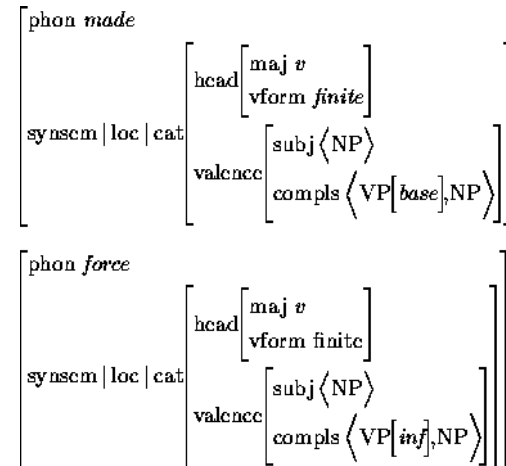 phon made
head[maj v
vform finite]
synsem | loc | cat
valence[subj ⟨NP⟩
compls ⟨VP[base],NP⟩]
phon force
head[maj v
vform finite]
synsem | loc | cat
valence[subj ⟨NP⟩
compls ⟨VP[inf],NP⟩]